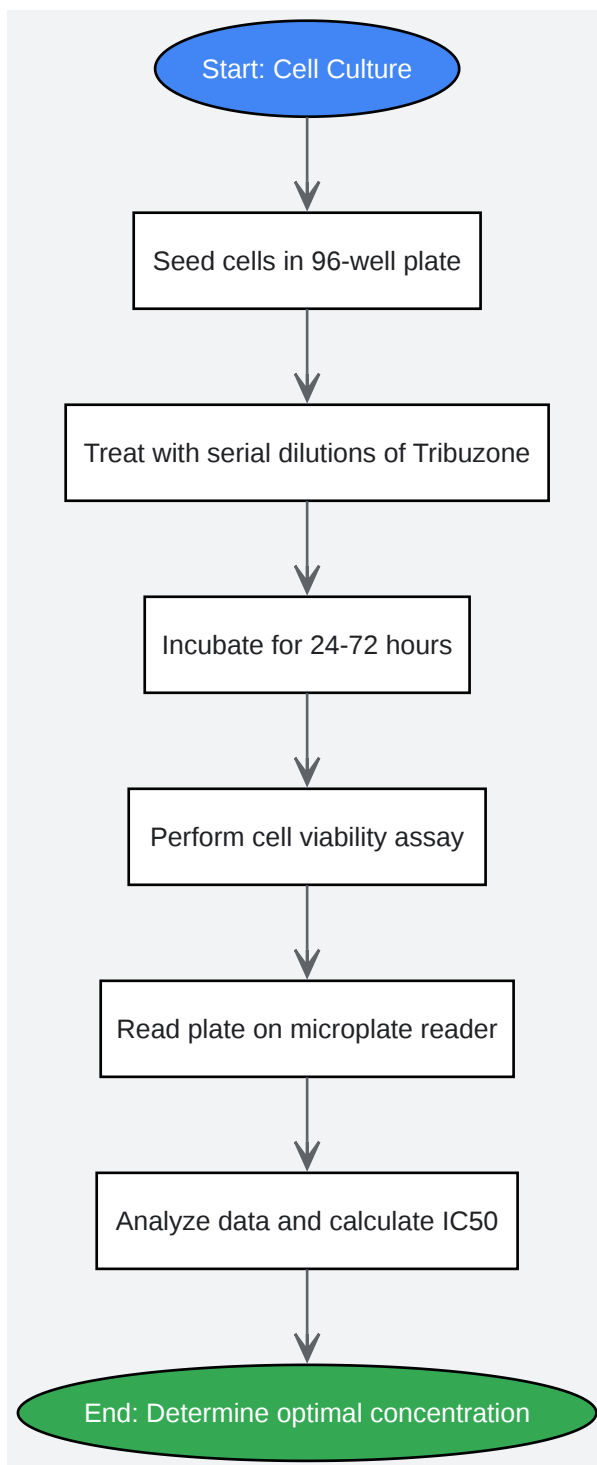 Start: Cell Culture
Seed cells in 96-well plate
Treat with serial dilutions of Tribuzone
Incubate for 24-72 hours
Perform cell viability assay
Read plate on microplate reader
Analyze data and calculate IC50
End: Determine optimal concentration